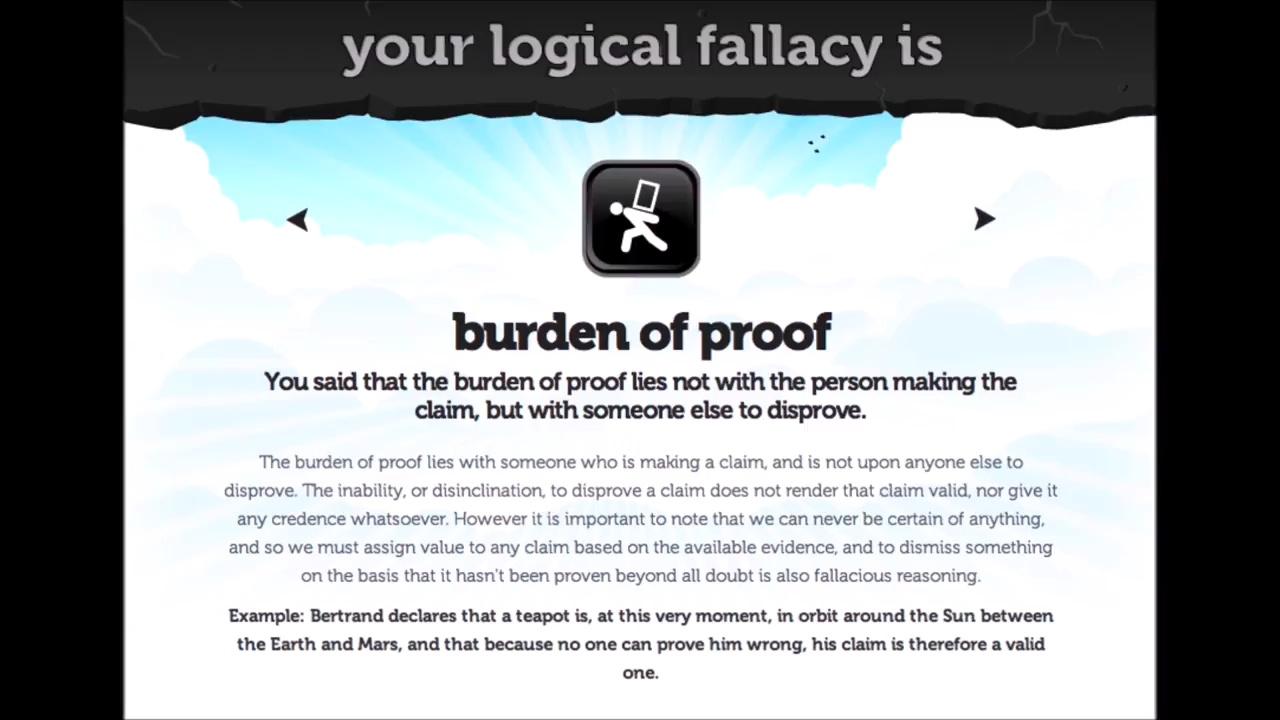 your logical fallacy is
burden of proof
You said that the burden of proof lies not with the person making the
claim, but with someone else to disprove.
The burden of proof lies with someone who is making a claim, and is not upon anyone else to
disprove. The inability, or disinclination, to disprove a claim does not render that claim valid, nor give it
any credence whatsoever. However it is important to note that we can never be certain of anything,
and so we must assign value to any claim based on the available evidence, and to dismiss something
on the basis that it hasn't been proven beyond all doubt is also fallacious reasoning.
Example: Bertrand declares that a teapot is, at this very moment, in orbit around the Sun between
the Earth and Mars, and that because no one can prove him wrong, his claim is therefore a valid
one.